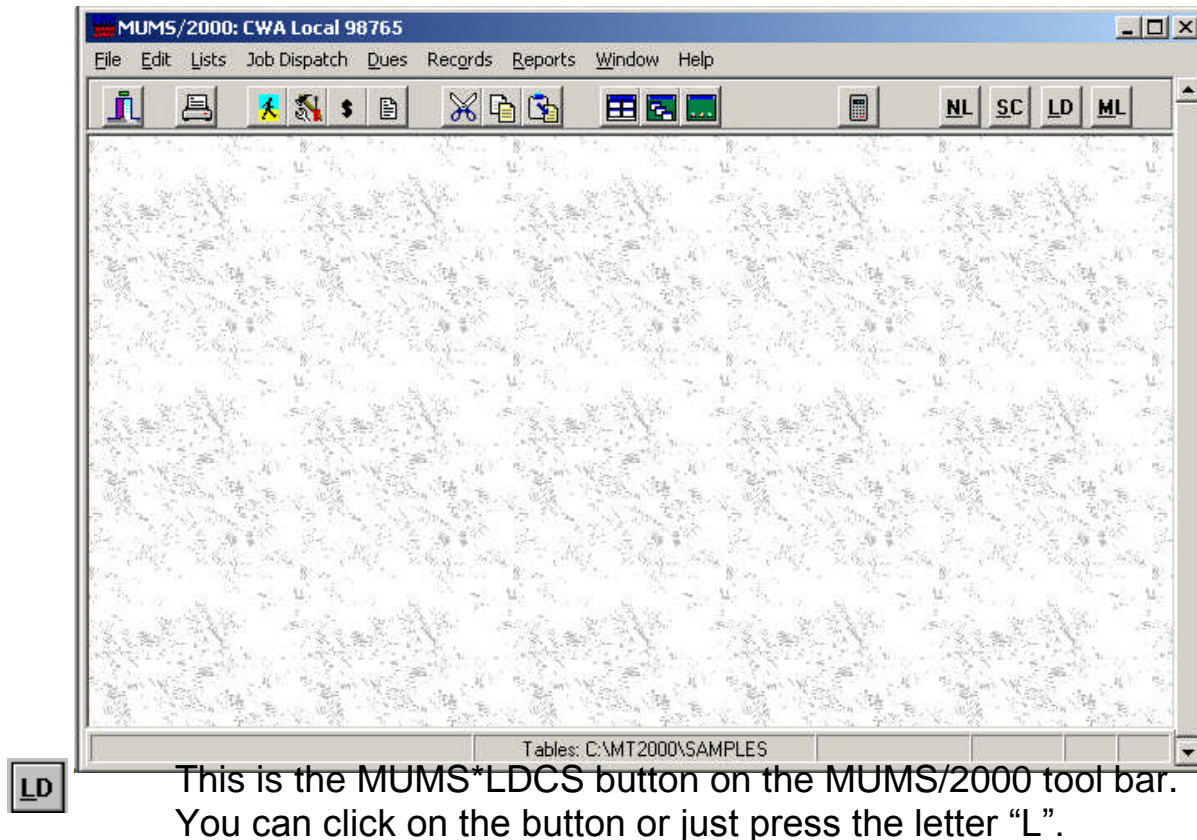 MUMS/2000: CWA Local 98765
File Edit Lists Job Dispatch Dues Records Reports Window Help
$ NL SC LD ML
Tables: C:\MT2000\SAMPLES
LD
This is the MUMS*LDCS button on the MUMS/2000 tool bar.
You can click on the button or just press the letter “L”.